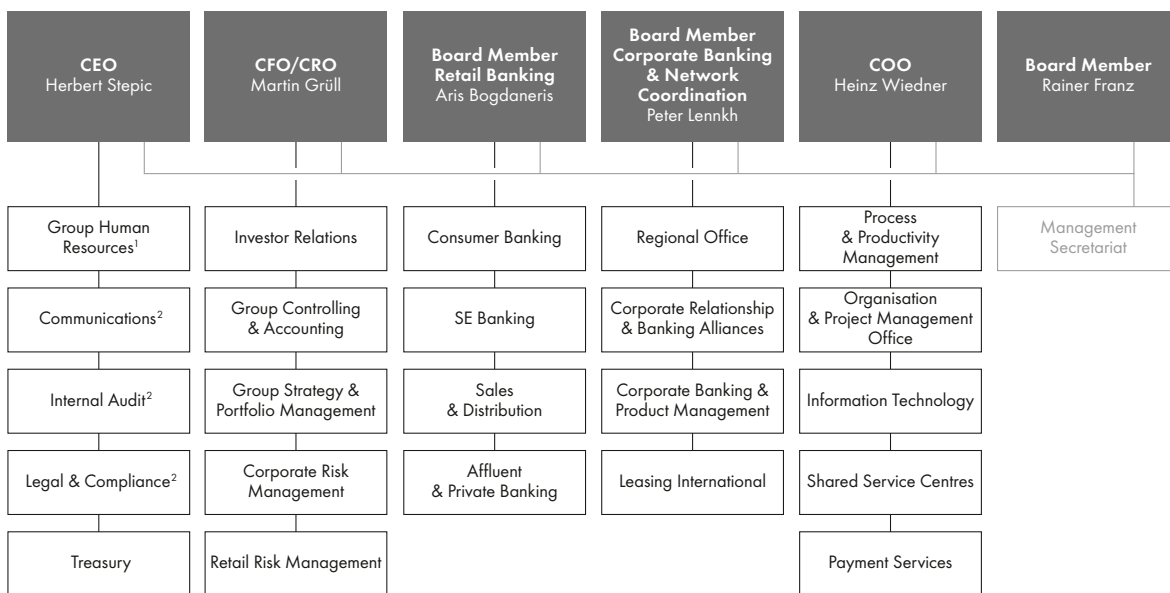 CEO
Herbert Stepic
CFO/CRO
Martin Grüll
Board Member
Retail Banking
Aris Bogdaneris
Board Member
Corporate Banking
& Network
Coordination
Peter Lennkh
COO
Heinz Wiedner
Board Member
Rainer Franz
Group Human
Resources¹
Communications²
Internal Audit²
Legal & Compliance²
Treasury
Investor Relations
Group Controlling
& Accounting
Group Strategy &
Portfolio Management
Corporate Risk
Management
Retail Risk Management
Consumer Banking
SE Banking
Sales
& Distribution
Affluent
& Private Banking
Regional Office
Corporate Relationship
& Banking Alliances
Corporate Banking &
Product Management
Leasing International
Process
& Productivity
Management
Organisation
& Project Management
Office
Information Technology
Shared Service Centres
Payment Services
Management
Secretariat